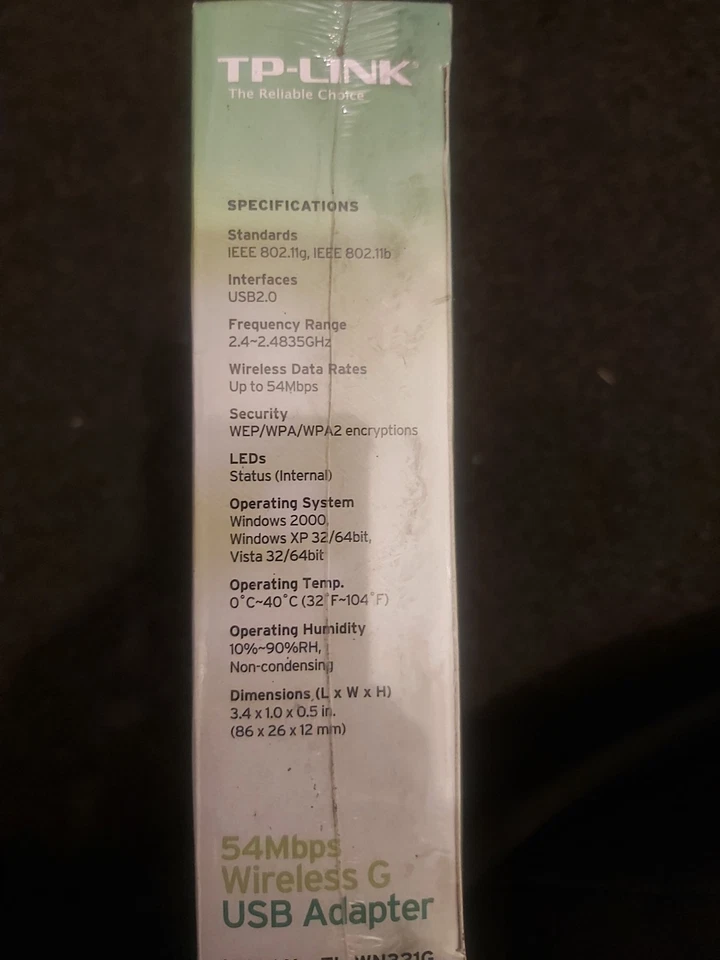 TP-LINK®
The Reliable Choice
SPECIFICATIONS
Standards
IEEE 802.11g, IEEE 802.11b
Interfaces
USB2.0
Frequency Range
2.4~2.4835GHz
Wireless Data Rates
Up to 54Mbps
Security
WEP/WPA/WPA2 encryptions
LEDs
Status (Internal)
Operating System
Windows 2000,
Windows XP 32/64bit,
Vista 32/64bit
Operating Temp.
0˚C~40˚C (32˚F~104˚F)
Operating Humidity
10%~90%RH,
Non-condensing
Dimensions (L x W x H)
3.4 x 1.0 x 0.5 in.
(86 x 26 x 12 mm)
54Mbps
Wireless G
USB Adapter
TL-WN321G